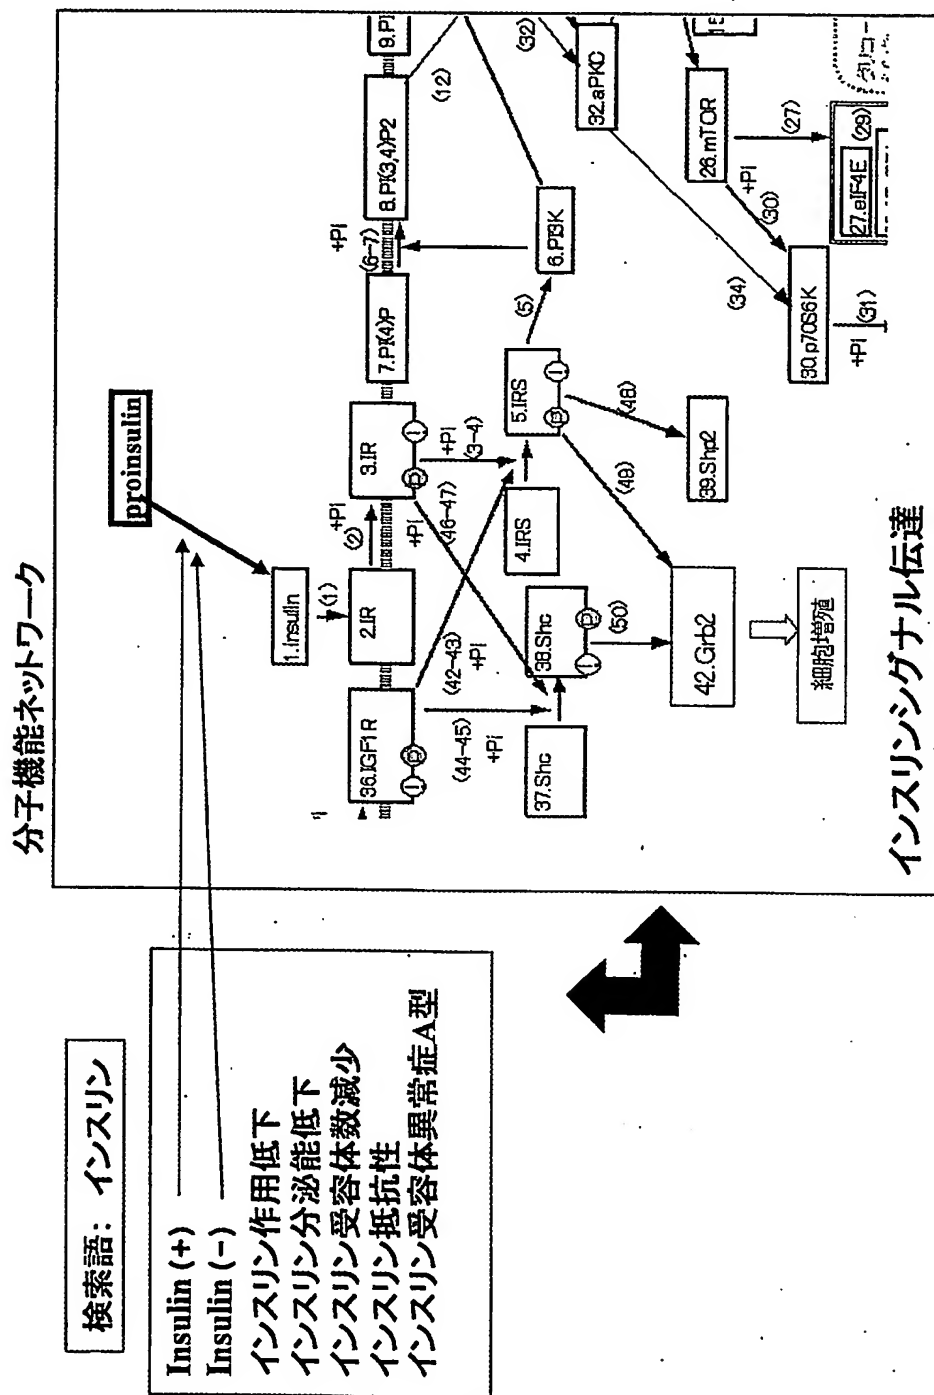 検索語: インスリン
Insulin (+)
Insulin (-)
インスリン作用低下
インスリン分泌能低下
インスリン受容体数減少
インスリン抵抗性
インスリン受容体異常症A型
分子機能ネットワーク
proinsulin
1.Insulin
(1)
36.IGF1R
2.IR
(2)
+Pi
3.IR
7.PI(4)P
(6-7)
+Pi
8.PI(3,4)P2
9.PI
(12)
(44-45)
+Pi
(42-43)
+Pi
(46-47)
+Pi
(3-4)
+Pi
37.Shc
38.Shc
4.IRS
5.IRS
(5)
6.PI3K
(32)
32.aPKC
(50)
(49)
(48)
42.Grb2
39.Shp2
(34)
26.mTOR
+Pi
(30)
(27)
30.p70S6K
+Pi
(31)
27.eIF4E
(29)
細胞増殖
インスリンシグナル伝達